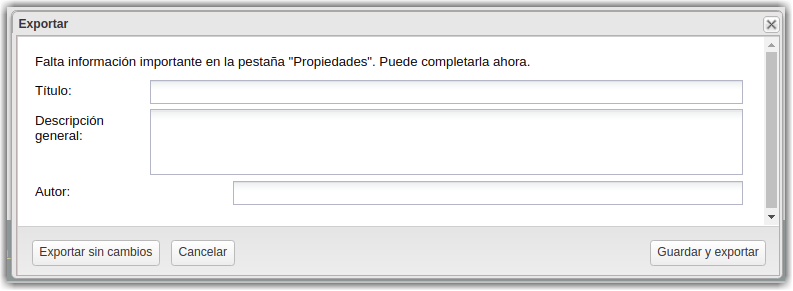 Exportar
Falta información importante en la pestaña "Propiedades". Puede completarla ahora.
Título:
Descripción
general:
Autor:
Exportar sin cambios
Cancelar
Guardar y exportar